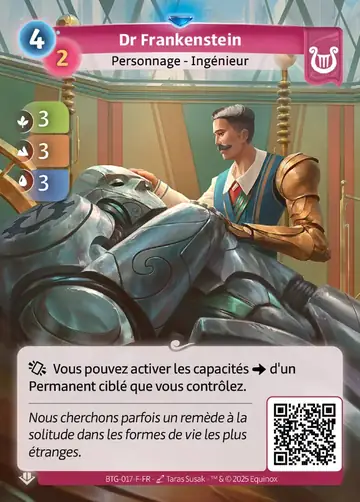 4
Dr Frankenstein
2
Personnage - Ingénieur
3
3
3
Vous pouvez activer les capacités d'un
Permanent ciblé que vous contrôlez.
Nous cherchons parfois un remède à la
solitude dans les formes de vie les plus
étranges.
BTG-017-F-FR - Taras Susak - ™ & © 2025 Equinox